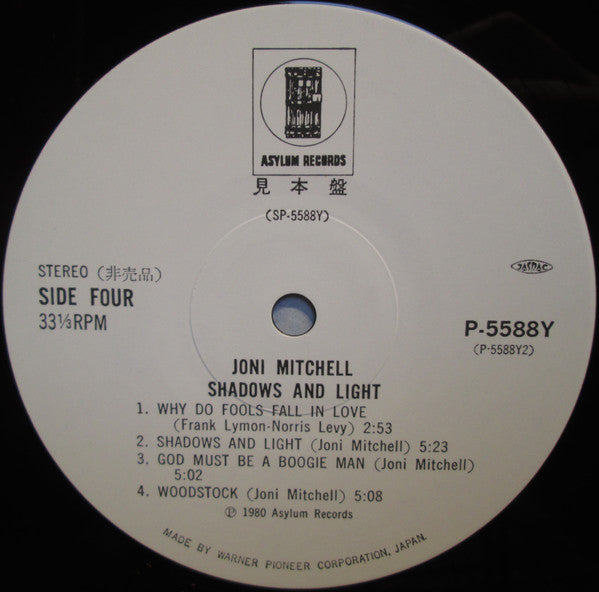 ASYLUM RECORDS
見本盤
(SP-5588Y)
STEREO (非売品)
SIDE FOUR
33⅓RPM
JASRAC
P-5588Y
(P-5588Y2)
JONI MITCHELL
SHADOWS AND LIGHT
1. WHY DO FOOLS FALL IN LOVE
(Frank Lymon-Norris Levy) 2:53
2. SHADOWS AND LIGHT (Joni Mitchell) 5:23
3. GOD MUST BE A BOOGIE MAN (Joni Mitchell)
5:02
4. WOODSTOCK (Joni Mitchell) 5:08
℗ 1980 Asylum Records
MADE BY WARNER PIONEER CORPORATION, JAPAN.